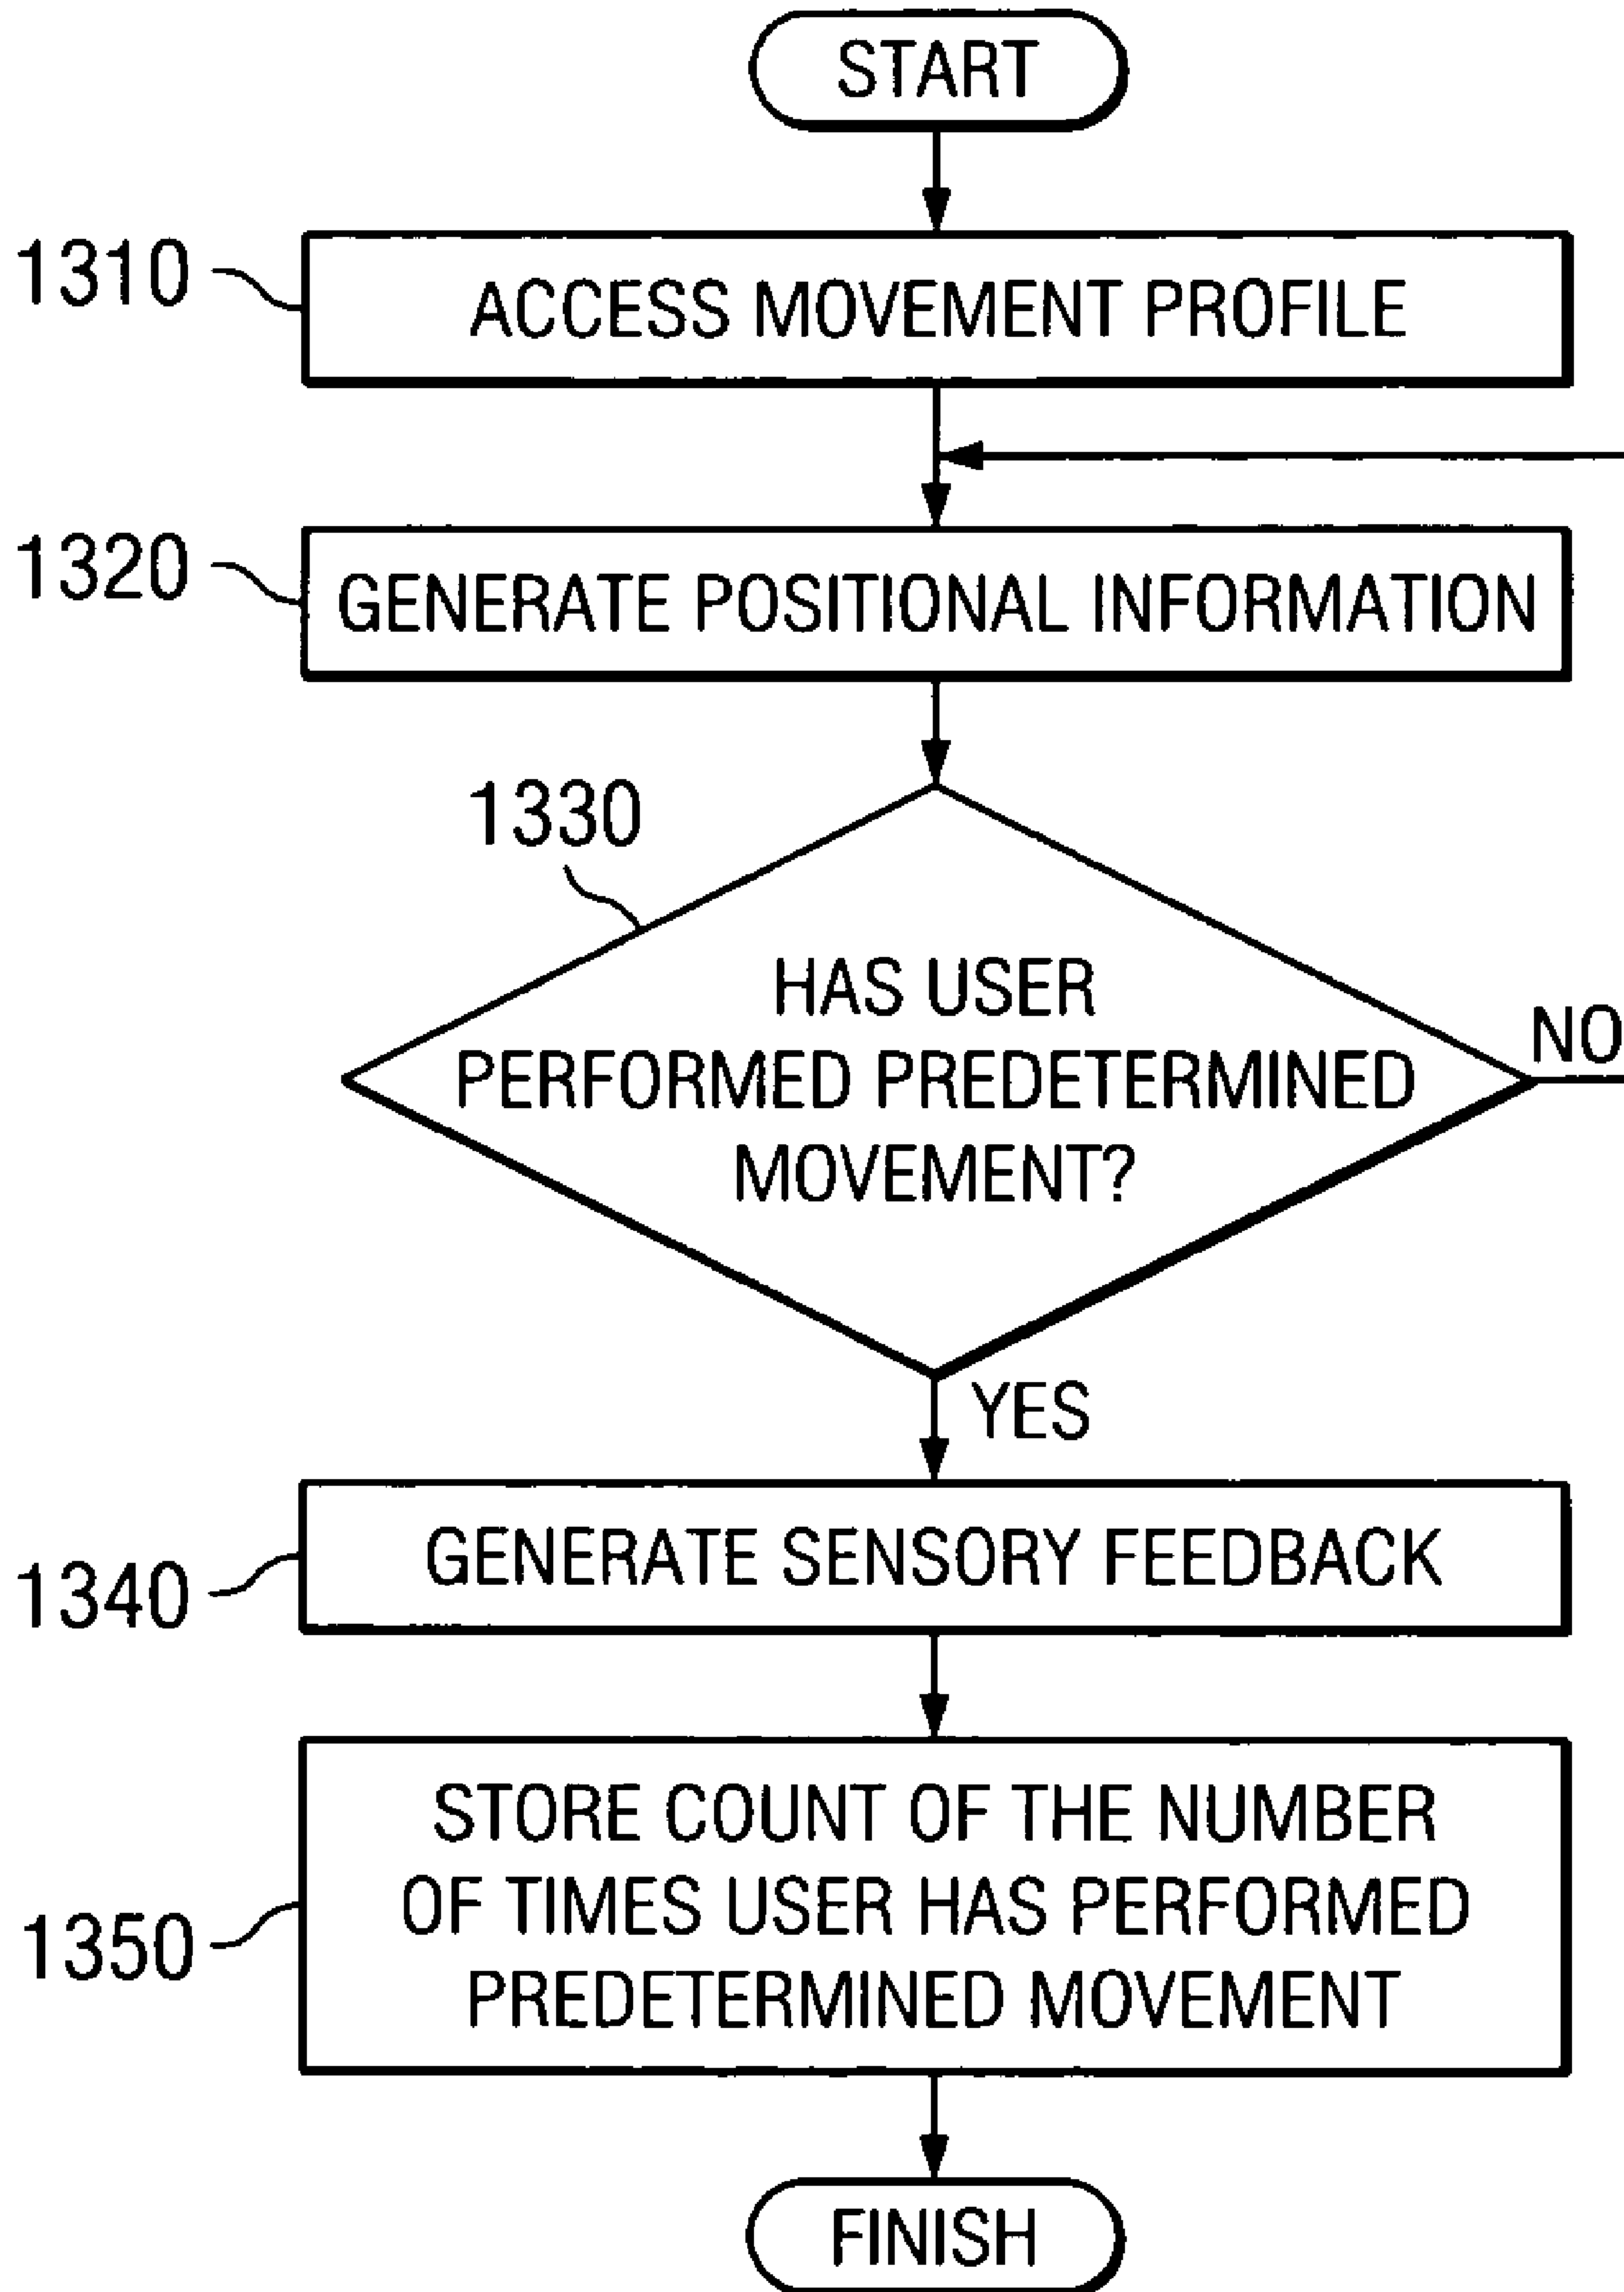 START
1310
ACCESS MOVEMENT PROFILE
1320
GENERATE POSITIONAL INFORMATION
1330
HAS USER
PERFORMED PREDETERMINED
MOVEMENT?
NO
YES
1340
GENERATE SENSORY FEEDBACK
1350
STORE COUNT OF THE NUMBER
OF TIMES USER HAS PERFORMED
PREDETERMINED MOVEMENT
FINISH